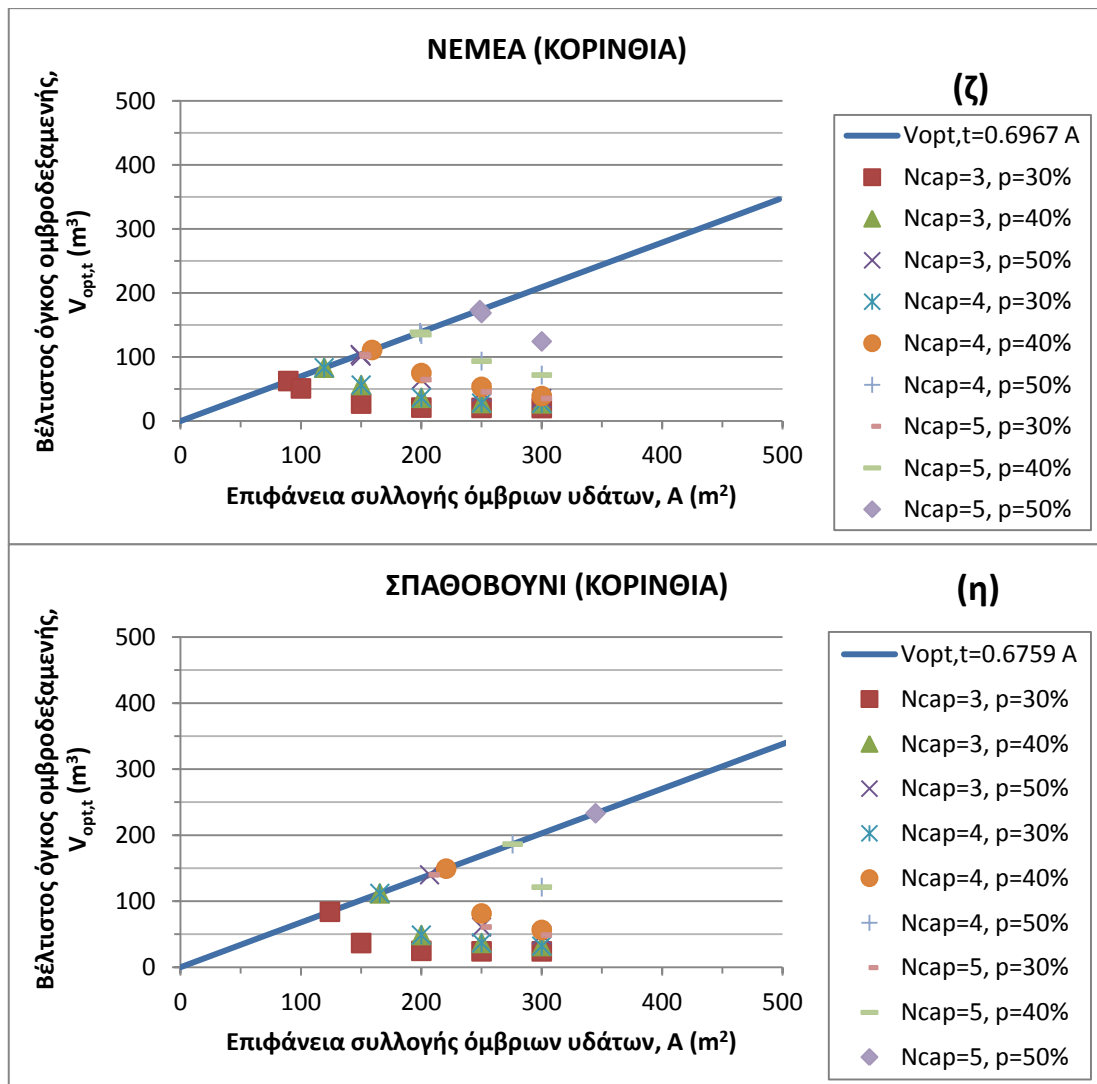 ΝΕΜΕΑ (ΚΟΡΙΝΘΙΑ)
(ζ)
Βέλτιστος όγκος ομβροδεξαμενής,
Vopt,t (m³)
500
400
300
200
100
0
0 100 200 300 400 500
Επιφάνεια συλλογής όμβριων υδάτων, A (m²)
Vopt,t=0.6967 A
Ncap=3, p=30%
Ncap=3, p=40%
Ncap=3, p=50%
Ncap=4, p=30%
Ncap=4, p=40%
Ncap=4, p=50%
Ncap=5, p=30%
Ncap=5, p=40%
Ncap=5, p=50%
ΣΠΑΘΟΒΟΥΝΙ (ΚΟΡΙΝΘΙΑ)
(η)
Βέλτιστος όγκος ομβροδεξαμενής,
Vopt,t (m³)
500
400
300
200
100
0
0 100 200 300 400 500
Επιφάνεια συλλογής όμβριων υδάτων, A (m²)
Vopt,t=0.6759 A
Ncap=3, p=30%
Ncap=3, p=40%
Ncap=3, p=50%
Ncap=4, p=30%
Ncap=4, p=40%
Ncap=4, p=50%
Ncap=5, p=30%
Ncap=5, p=40%
Ncap=5, p=50%